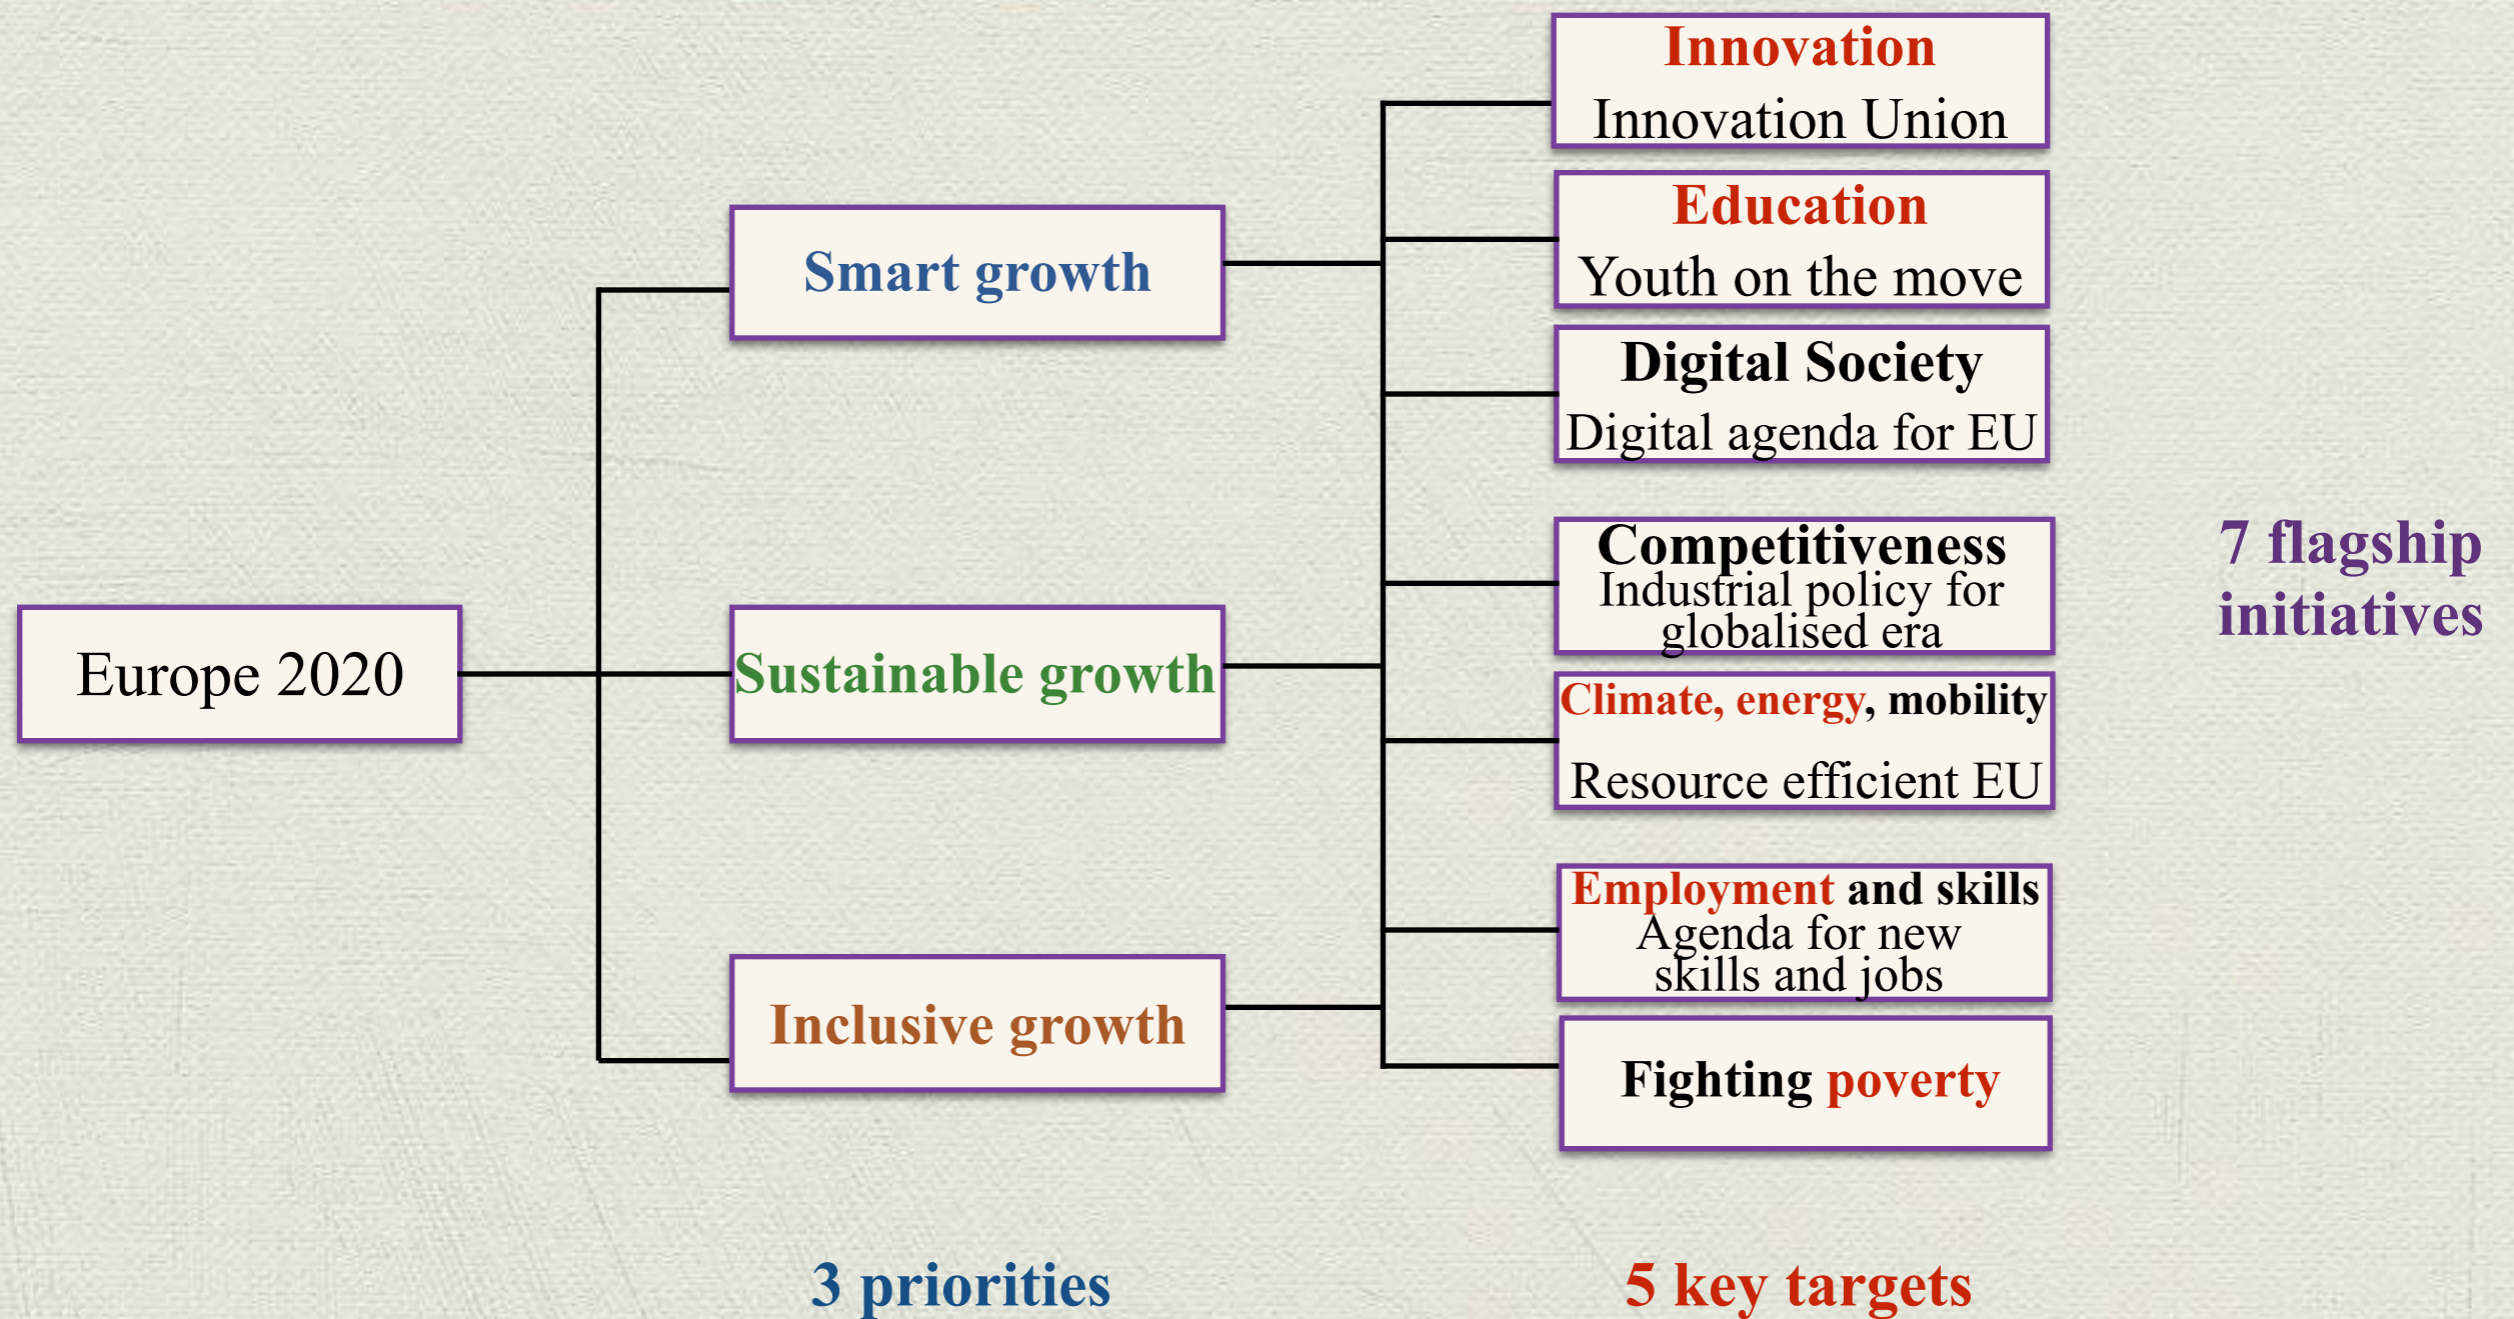 Europe 2020
Smart growth
Sustainable growth
Inclusive growth
Innovation
Innovation Union
Education
Youth on the move
Digital Society
Digital agenda for EU
Competitiveness
Industrial policy for
globalised era
Climate, energy, mobility
Resource efficient EU
Employment and skills
Agenda for new
skills and jobs
Fighting poverty
7 flagship
initiatives
3 priorities
5 key targets